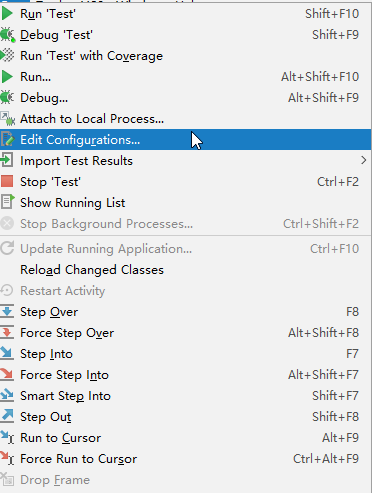 Run 'Test' Shift+F10
Debug 'Test' Shift+F9
Run 'Test' with Coverage
Run... Alt+Shift+F10
Debug... Alt+Shift+F9
Attach to Local Process...
Edit Configurations...
Import Test Results
Stop 'Test' Ctrl+F2
Show Running List
Stop Background Processes... Ctrl+Shift+F2
Update Running Application... Ctrl+F10
Reload Changed Classes
Restart Activity
Step Over F8
Force Step Over Alt+Shift+F8
Step Into F7
Force Step Into Alt+Shift+F7
Smart Step Into Shift+F7
Step Out Shift+F8
Run to Cursor Alt+F9
Force Run to Cursor Ctrl+Alt+F9
Drop Frame